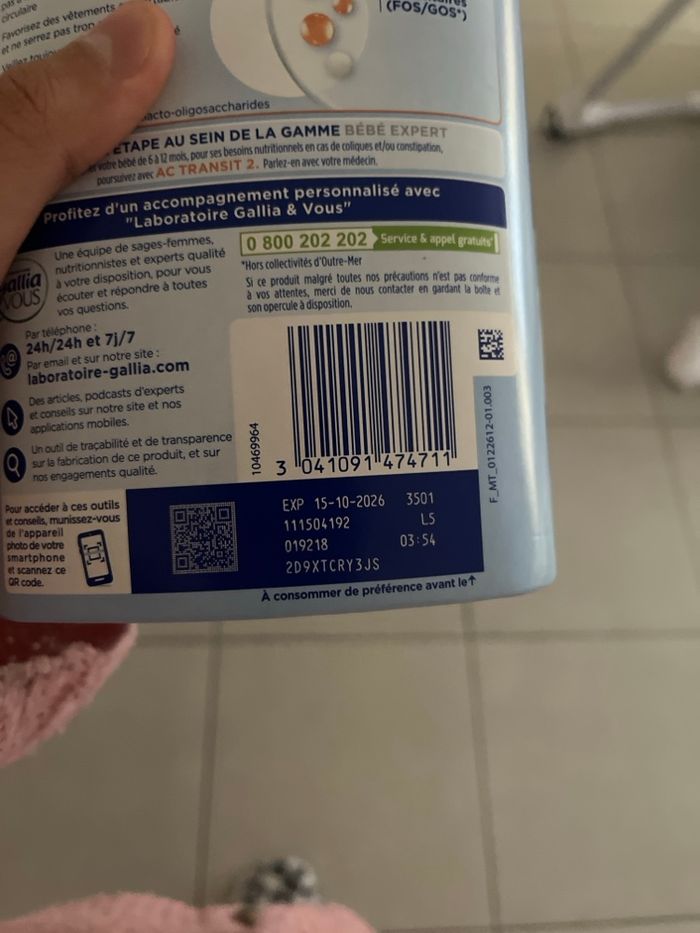 circulaire
Favorisez des vêtements
et ne serrez pas trop
(FOS/GOS*)
acto-oligosaccharides
ÉTAPE AU SEIN DE LA GAMME BÉBÉ EXPERT
votre bébé de 6 à 12 mois, pour ses besoins nutritionnels en cas de coliques et/ou constipation,
poursuivez avec AC TRANSIT 2. Parlez-en avec votre médecin.
Profitez d'un accompagnement personnalisé avec
"Laboratoire Gallia & Vous"
Une équipe de sages-femmes,
nutritionnistes et experts qualité
à votre disposition, pour vous
écouter et répondre à toutes
vos questions.
allia
VOUS
Par téléphone :
24h/24h et 7j/7
Par email et sur notre site :
laboratoire-gallia.com
Des articles, podcasts d'experts
et conseils sur notre site et nos
applications mobiles.
Un outil de traçabilité et de transparence
sur la fabrication de ce produit, et sur
nos engagements qualité.
0 800 202 202 Service & appel gratuits*
*Hors collectivités d'Outre-Mer
Si ce produit malgré toutes nos précautions n'est pas conforme
à vos attentes, merci de nous contacter en gardant la boîte et
son opercule à disposition.
10469964
3 041091 474711
F_MT_0122612-01.003
Pour accéder à ces outils
et conseils, munissez-vous
de l'appareil
photo de votre
smartphone
et scannez ce
QR code.
EXP 15-10-2026 3501
111504192 LS
019218 03:54
2D9XTCRY3JS
À consommer de préférence avant le↑